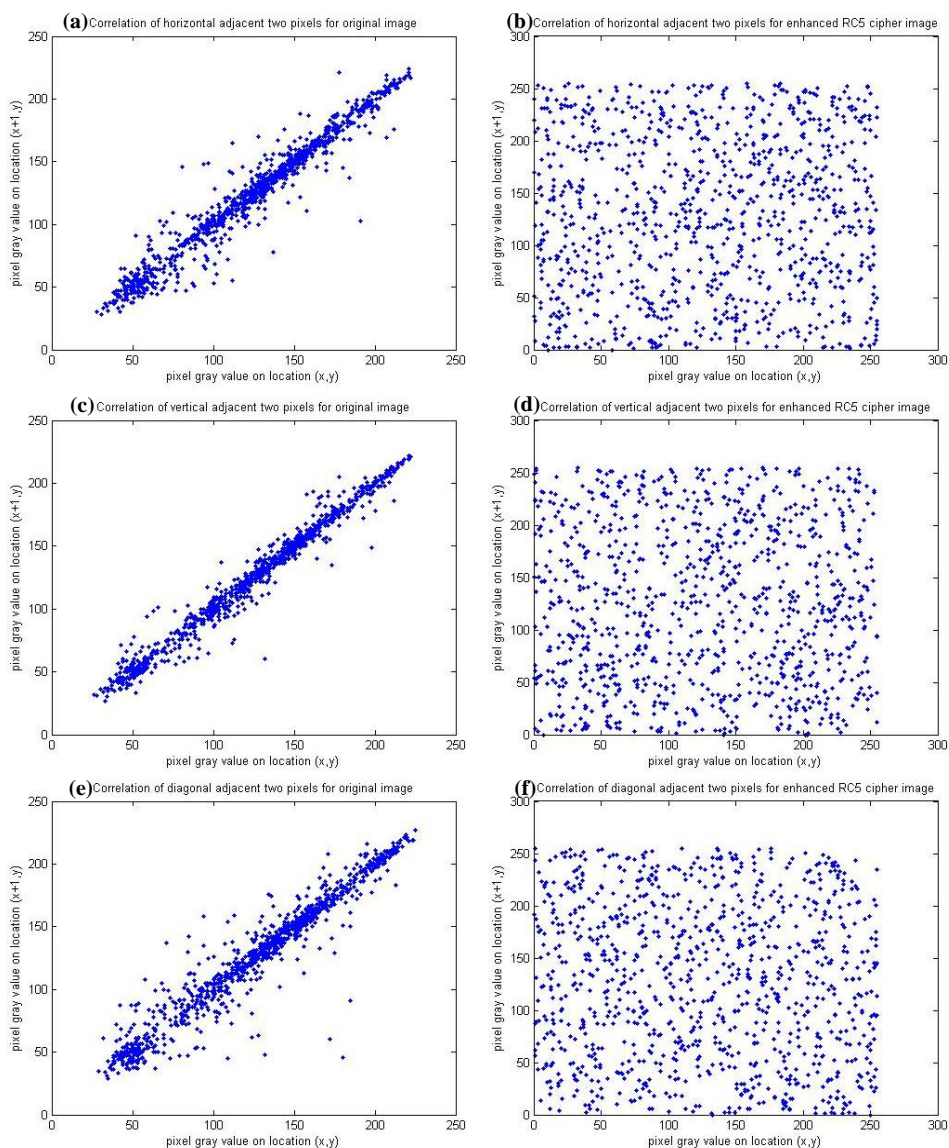 (a) Correlation of horizontal adjacent two pixels for original image
250
200
150
100
50
0
pixel gray value on location (x+1,y)
0 50 100 150 200 250
pixel gray value on location (x,y)
(b) Correlation of horizontal adjacent two pixels for enhanced RC5 cipher image
300
250
200
150
100
50
0
pixel gray value on location (x+1,y)
0 50 100 150 200 250 300
pixel gray value on location (x,y)
(c) Correlation of vertical adjacent two pixels for original image
250
200
150
100
50
0
pixel gray value on location (x+1,y)
0 50 100 150 200 250
pixel gray value on location (x,y)
(d) Correlation of vertical adjacent two pixels for enhanced RC5 cipher image
300
250
200
150
100
50
0
pixel gray value on location (x+1,y)
0 50 100 150 200 250 300
pixel gray value on location (x,y)
(e) Correlation of diagonal adjacent two pixels for original image
250
200
150
100
50
0
pixel gray value on location (x+1,y)
0 50 100 150 200 250
pixel gray value on location (x,y)
(f) Correlation of diagonal adjacent two pixels for enhanced RC5 cipher image
300
250
200
150
100
50
0
pixel gray value on location (x+1,y)
0 50 100 150 200 250 300
pixel gray value on location (x,y)